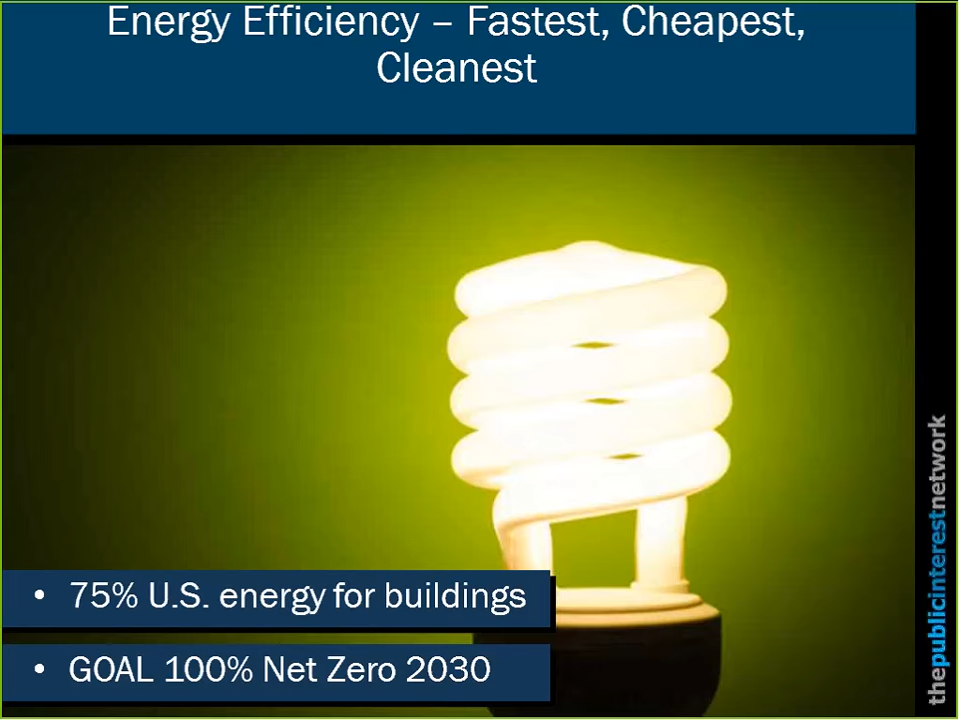 Energy Efficiency – Fastest, Cheapest,
Cleanest
• 75% U.S. energy for buildings
• GOAL 100% Net Zero 2030
thepublicinterestnetwork